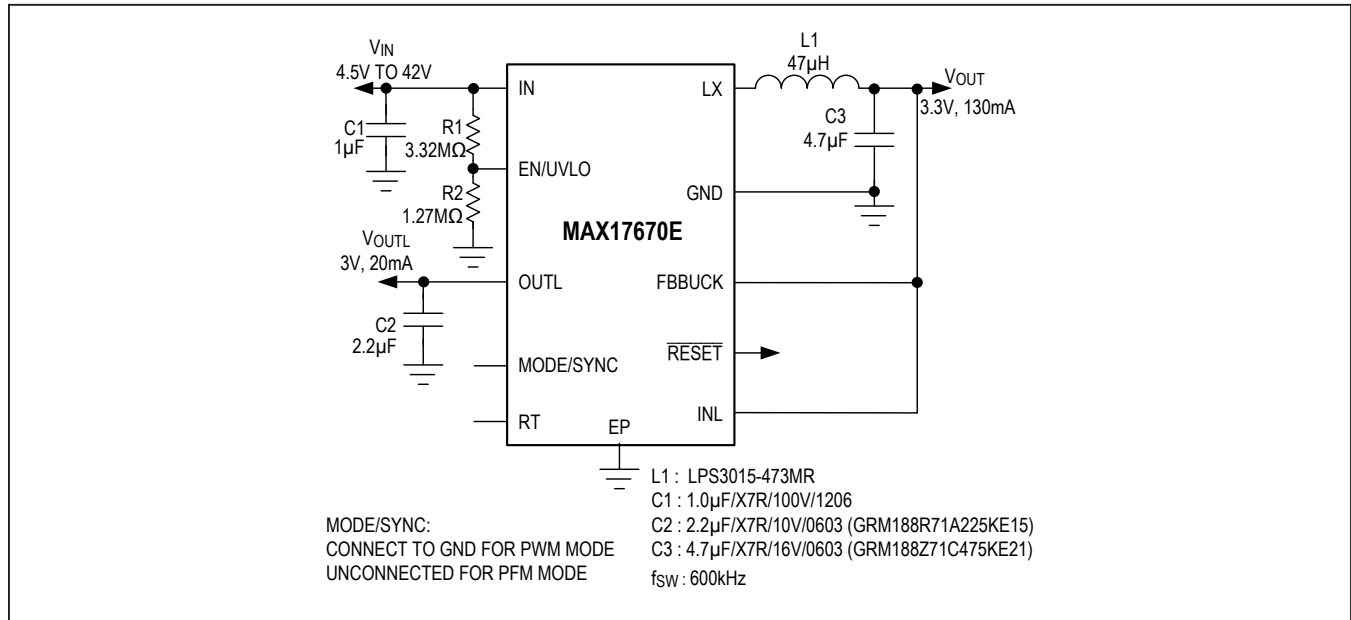 VIN
4.5V TO 42V
C1
1µF
R1
3.32MΩ
R2
1.27MΩ
VOUTL
3V, 20mA
C2
2.2µF
IN
EN/UVLO
OUTL
MODE/SYNC
RT
MAX17670E
EP
LX
GND
FBBUCK
RESET
INL
L1
47µH
C3
4.7µF
VOUT
3.3V, 130mA
MODE/SYNC:
CONNECT TO GND FOR PWM MODE
UNCONNECTED FOR PFM MODE
L1 : LPS3015-473MR
C1 : 1.0µF/X7R/100V/1206
C2 : 2.2µF/X7R/10V/0603 (GRM188R71A225KE15)
C3 : 4.7µF/X7R/16V/0603 (GRM188Z71C475KE21)
fSW : 600kHz